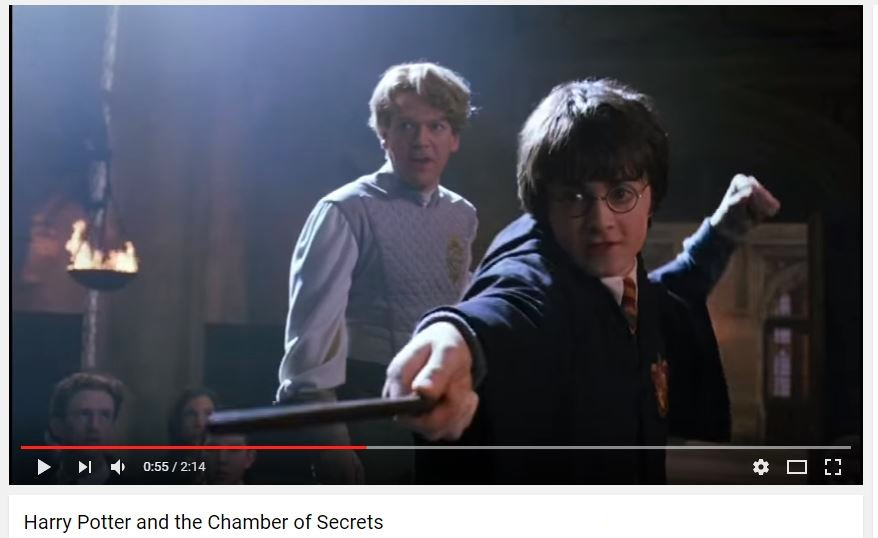 0:55 / 2:14
Harry Potter and the Chamber of Secrets